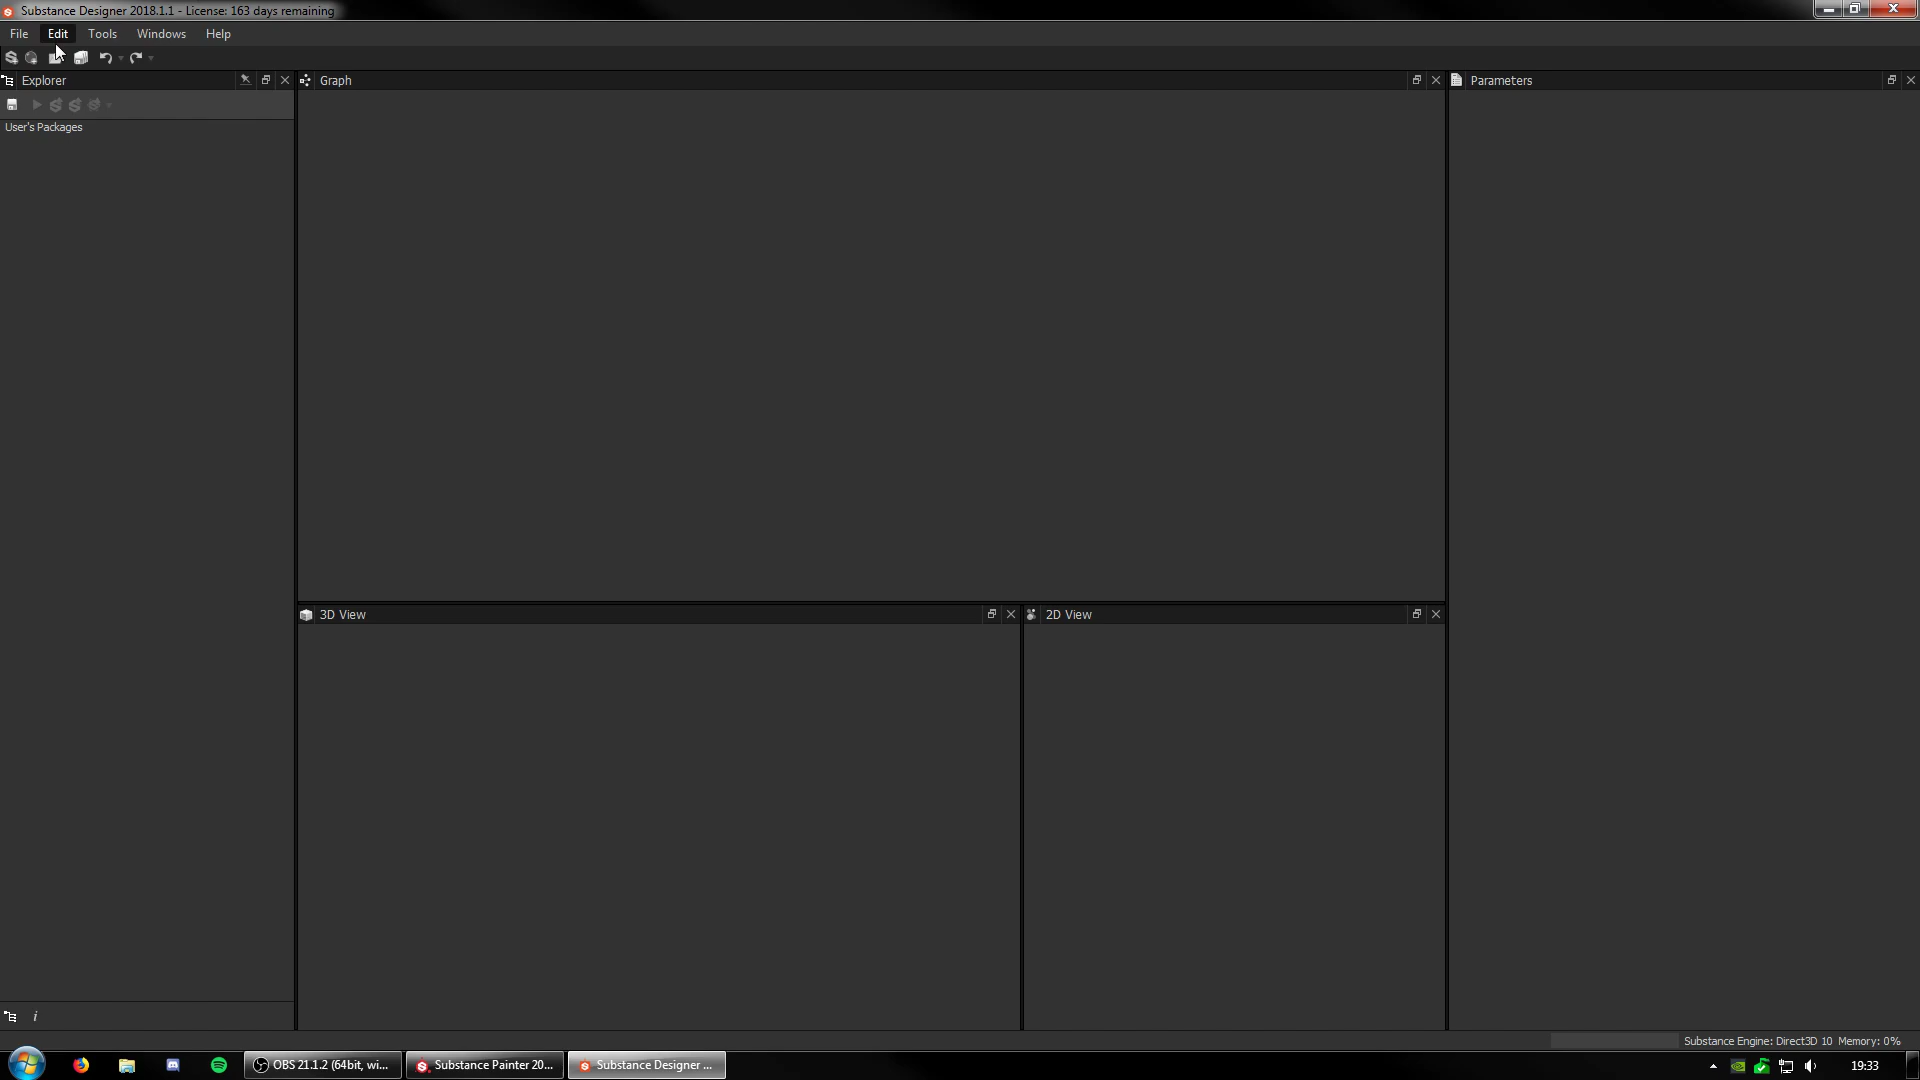 Substance Designer 2018.1.1 - License: 163 days remaining
File Edit Tools Windows Help
Explorer
Graph
Parameters
User's Packages
3D View
2D View
i
Substance Engine: Direct3D 10 Memory: 0%
OBS 21.1.2 (64bit, wi...
Substance Painter 20...
Substance Designer ...
19:33